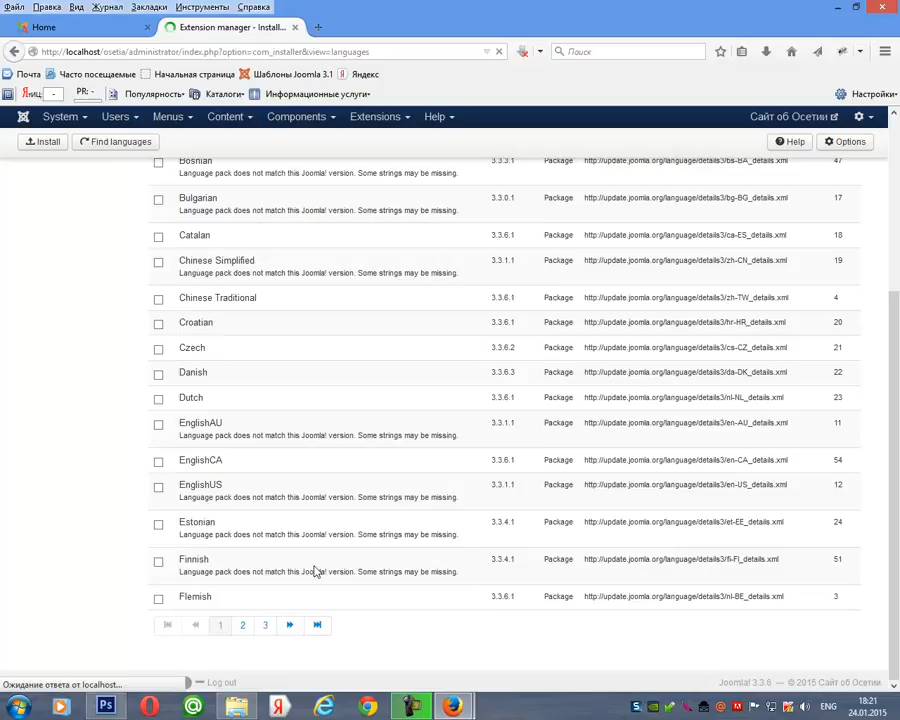 Файл Правка Вид Журнал Закладки Инструменты Справка
Home Extension manager - Install...
http://localhost/osetia/administrator/index.php?option=com_installer&view=languages Поиск
Почта Часто посещаемые Начальная страница Шаблоны Joomla 3.1 Яндекс
PR: - Популярность Каталоги Информационные услуги Настройки
System Users Menus Content Components Extensions Help Сайт об Осетии
Install Find languages Help Options
Bosnian 3.3.3.1 Package http://update.joomla.org/language/details3/bs-BA_details.xml 47
Language pack does not match this Joomla! version. Some strings may be missing.
Bulgarian 3.3.0.1 Package http://update.joomla.org/language/details3/bg-BG_details.xml 17
Language pack does not match this Joomla! version. Some strings may be missing.
Catalan 3.3.6.1 Package http://update.joomla.org/language/details3/ca-ES_details.xml 18
Chinese Simplified 3.3.1.1 Package http://update.joomla.org/language/details3/zh-CN_details.xml 19
Language pack does not match this Joomla! version. Some strings may be missing.
Chinese Traditional 3.3.6.1 Package http://update.joomla.org/language/details3/zh-TW_details.xml 4
Croatian 3.3.6.1 Package http://update.joomla.org/language/details3/hr-HR_details.xml 20
Czech 3.3.6.2 Package http://update.joomla.org/language/details3/cs-CZ_details.xml 21
Danish 3.3.6.3 Package http://update.joomla.org/language/details3/da-DK_details.xml 22
Dutch 3.3.6.1 Package http://update.joomla.org/language/details3/nl-NL_details.xml 23
EnglishAU 3.3.1.1 Package http://update.joomla.org/language/details3/en-AU_details.xml 11
Language pack does not match this Joomla! version. Some strings may be missing.
EnglishCA 3.3.6.1 Package http://update.joomla.org/language/details3/en-CA_details.xml 54
EnglishUS 3.3.1.1 Package http://update.joomla.org/language/details3/en-US_details.xml 12
Language pack does not match this Joomla! version. Some strings may be missing.
Estonian 3.3.4.1 Package http://update.joomla.org/language/details3/et-EE_details.xml 24
Language pack does not match this Joomla! version. Some strings may be missing.
Finnish 3.3.4.1 Package http://update.joomla.org/language/details3/fi-FI_details.xml 51
Language pack does not match this Joomla! version. Some strings may be missing.
Flemish 3.3.6.1 Package http://update.joomla.org/language/details3/nl-BE_details.xml 3
1 2 3
Ожидание ответа от localhost... Log out Joomla! 3.3.6 — © 2015 Сайт об Осетии
ENG 18:21
24.01.2015